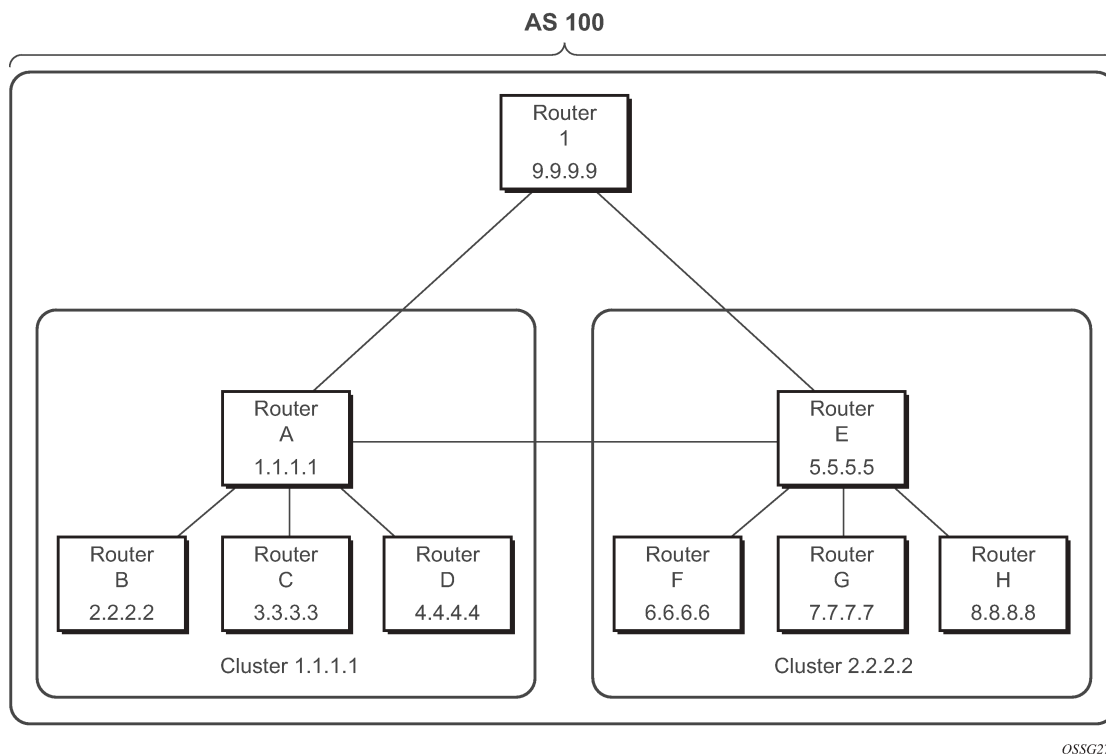 AS 100
Router
1
9.9.9.9
Router
A
1.1.1.1
Router
E
5.5.5.5
Router
B
2.2.2.2
Router
C
3.3.3.3
Router
D
4.4.4.4
Router
F
6.6.6.6
Router
G
7.7.7.7
Router
H
8.8.8.8
Cluster 1.1.1.1
Cluster 2.2.2.2